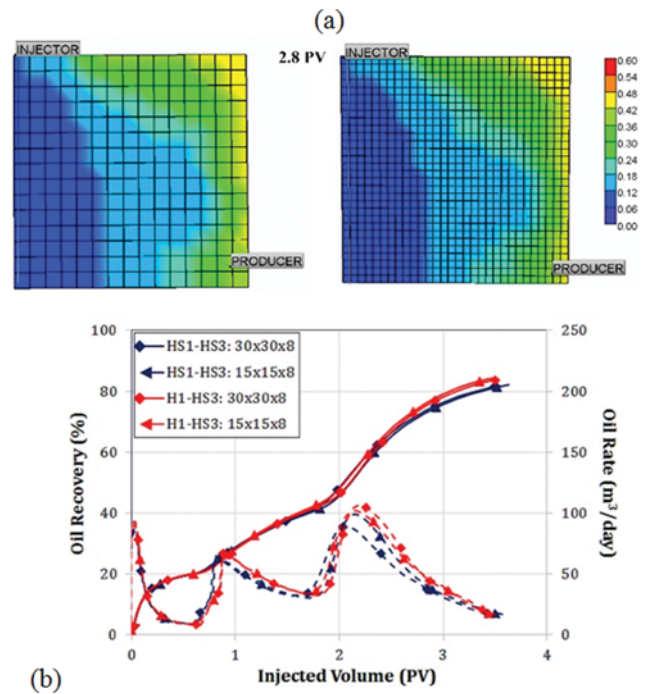 (a)
INJECTOR
2.8 PV
INJECTOR
0.60
0.54
0.48
0.42
0.36
0.30
0.24
0.18
0.12
0.06
0.00
PRODUCER
PRODUCER
100
80
60
40
20
0
Oil Recovery (%)
HS1-HS3: 30x30x8
HS1-HS3: 15x15x8
H1-HS3: 30x30x8
H1-HS3: 15x15x8
250
200
150
100
50
0
Oil Rate (m³/day)
0 1 2 3 4
Injected Volume (PV)
(b)